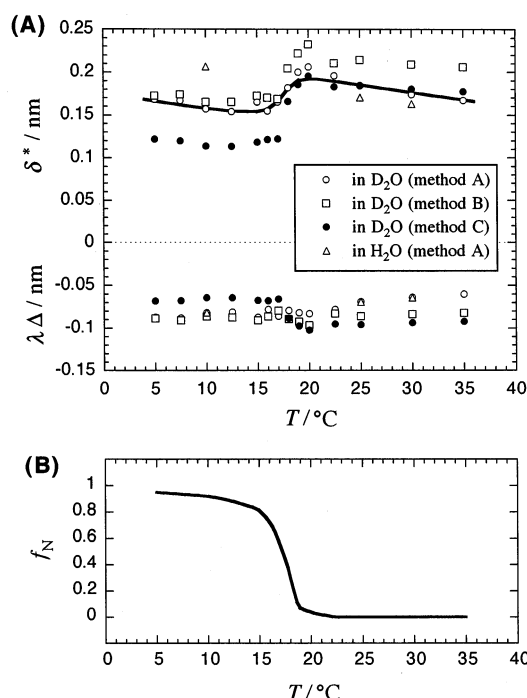 (A)
0.25
0.2
0.15
0.1
0.05
0
-0.05
-0.1
-0.15
δ* / nm
λΔ / nm
○ in D₂O (method A)
□ in D₂O (method B)
● in D₂O (method C)
△ in H₂O (method A)
0 5 10 15 20 25 30 35 40
T / °C
(B)
1
0.8
0.6
0.4
0.2
0
f_N
0 5 10 15 20 25 30 35 40
T / °C